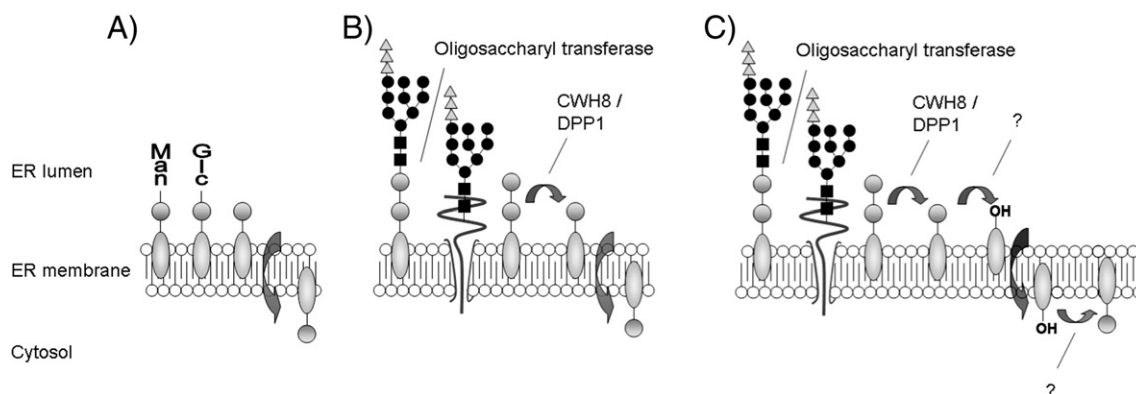 A)
B)
C)
Oligosaccharyl transferase
Oligosaccharyl transferase
CWH8 /
DPP1
CWH8 /
DPP1
?
Man
Glc
ER lumen
OH
ER membrane
OH
Cytosol
?